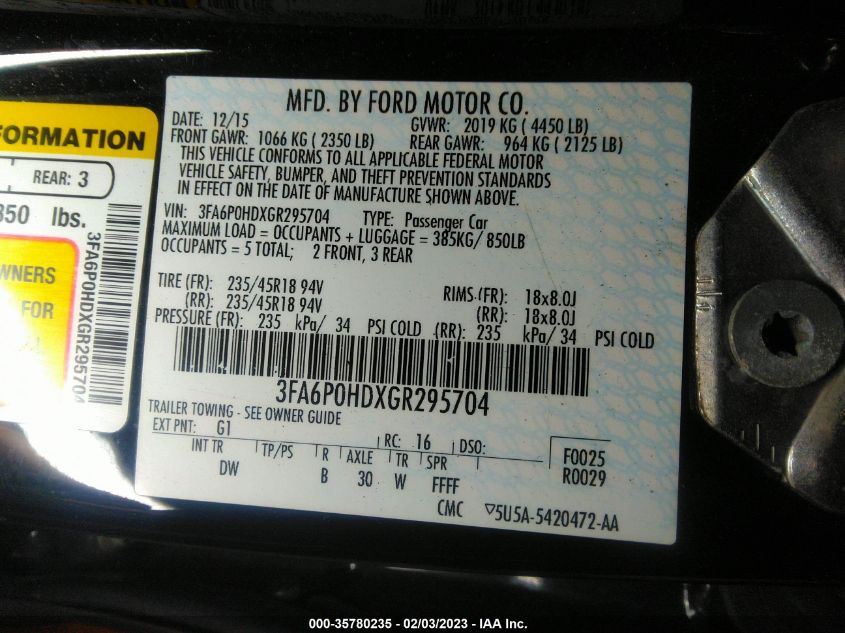 MFD. BY FORD MOTOR CO.
DATE: 12/15 GVWR: 2019 KG ( 4450 LB)
FRONT GAWR: 1066 KG ( 2350 LB) REAR GAWR: 964 KG ( 2125 LB)
THIS VEHICLE CONFORMS TO ALL APPLICABLE FEDERAL MOTOR
VEHICLE SAFETY, BUMPER, AND THEFT PREVENTION STANDARDS
IN EFFECT ON THE DATE OF MANUFACTURE SHOWN ABOVE.
VIN: 3FA6P0HDXGR295704 TYPE: Passenger Car
MAXIMUM LOAD = OCCUPANTS + LUGGAGE = 385KG/ 850LB
OCCUPANTS = 5 TOTAL; 2 FRONT, 3 REAR
TIRE (FR): 235/45R18 94V RIMS (FR): 18x8.0J
(RR): 235/45R18 94V (RR): 18x8.0J
PRESSURE (FR): 235 kPa/ 34 PSI COLD (RR): 235 kPa/ 34 PSI COLD
3FA6P0HDXGR295704
TRAILER TOWING - SEE OWNER GUIDE
EXT PNT: G1 RC: 16 DSO: F0025
INT TR TP/PS R AXLE TR SPR R0029
DW B 30 W FFFF
CMC ▽5U5A-5420472-AA
FORMATION
REAR: 3
850 lbs.
WNERS
FOR
3FA6P0HDXGR295704
000-35780235 - 02/03/2023 - IAA Inc.